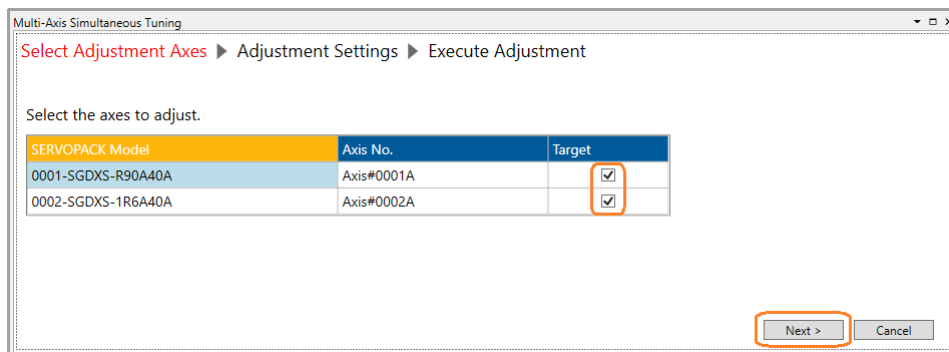 Multi-Axis Simultaneous Tuning
Select Adjustment Axes ▶ Adjustment Settings ▶ Execute Adjustment
Select the axes to adjust.
SERVOPACK Model Axis No. Target
0001-SGDXS-R90A40A Axis#0001A
0002-SGDXS-1R6A40A Axis#0002A
Next > Cancel